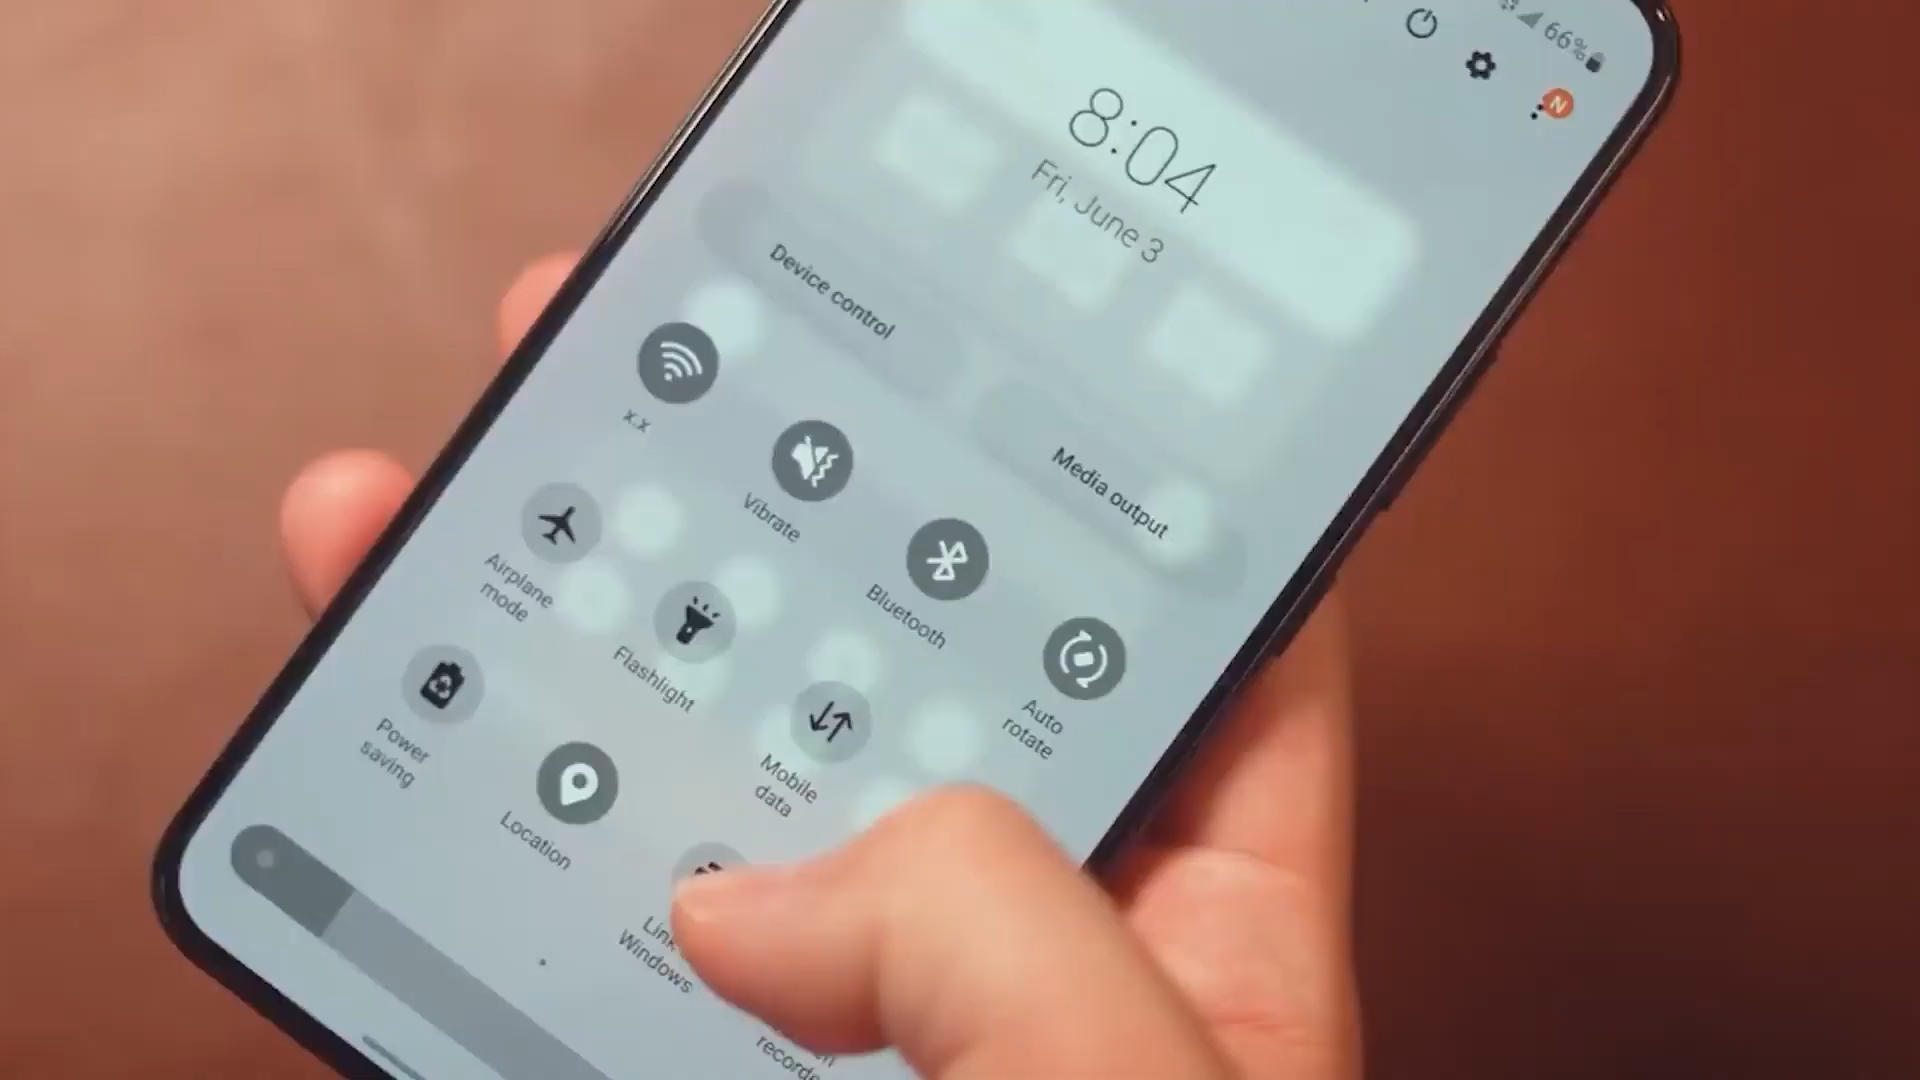 66%
N
8:04
Fri, June 3
Device control
Media output
x.x
Vibrate
Bluetooth
Auto
rotate
Airplane
mode
Flashlight
Mobile
data
Power
saving
Location
Link
Windows